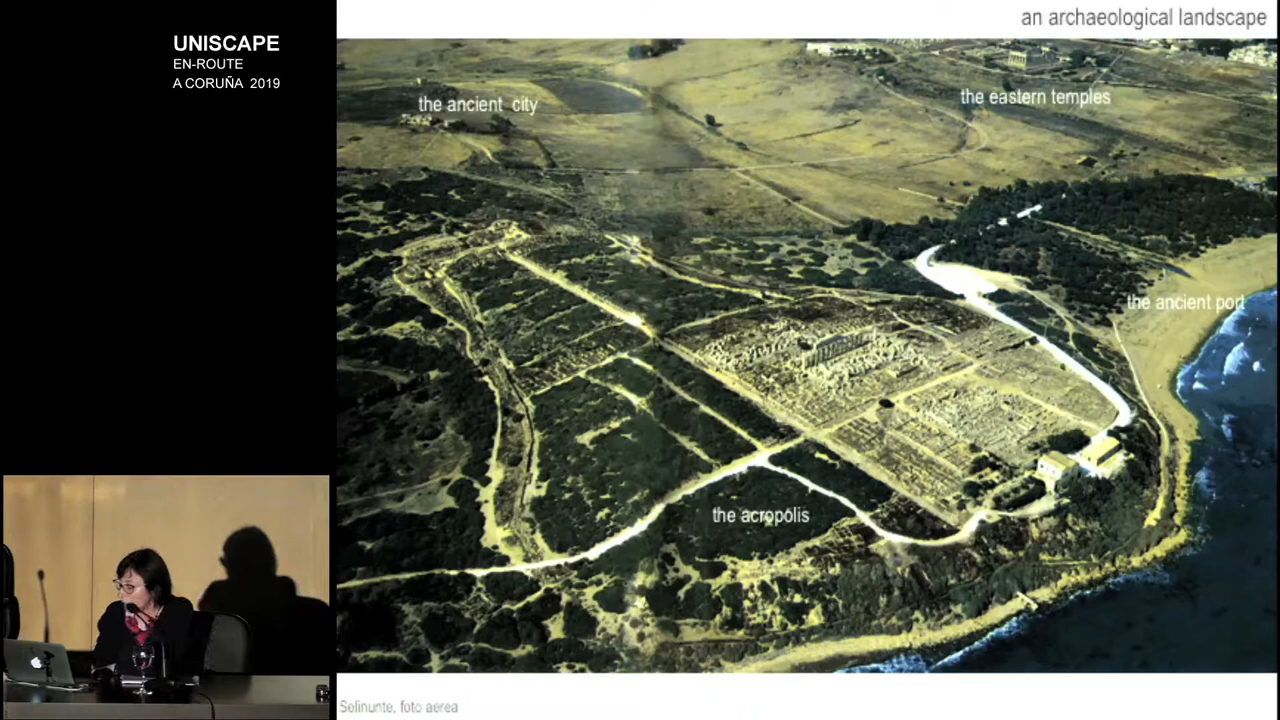 UNISCAPE
EN-ROUTE
A CORUÑA 2019
an archaeological landscape
the ancient city
the eastern temples
the ancient port
the acropolis
Selinunte, foto aerea